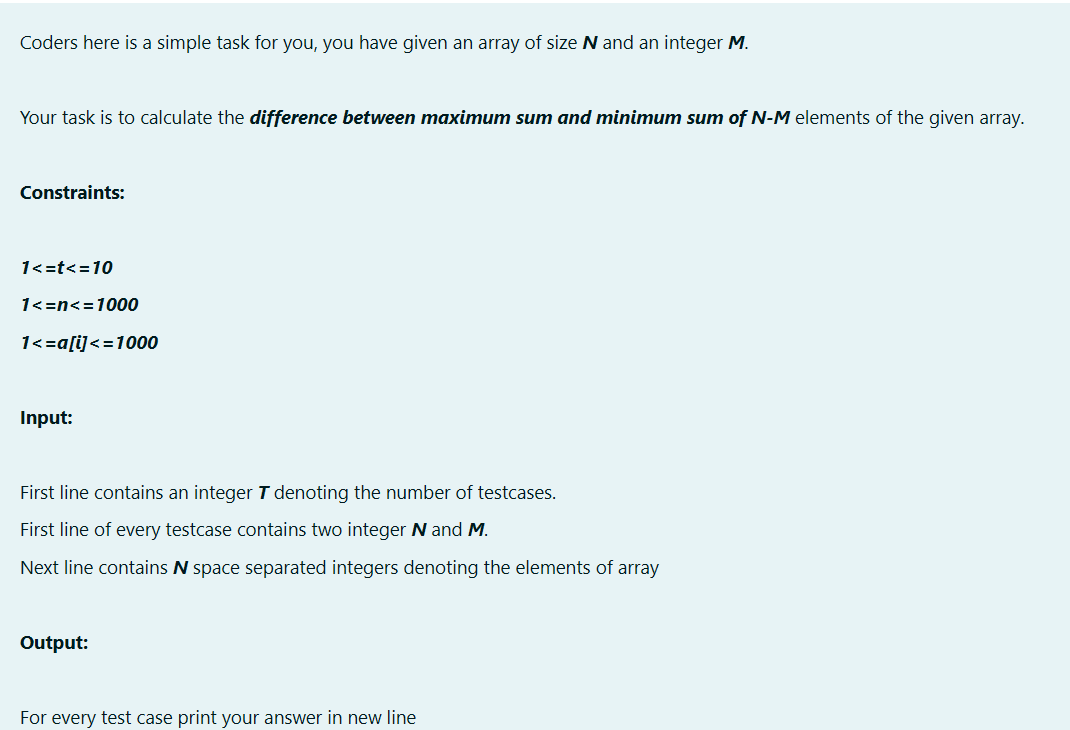 Coders here is a simple task for you, you have given an array of size N and an integer M.
Your task is to calculate the difference between maximum sum and minimum sum of N-M elements of the given array.
Constraints:
1<=t<=10
1<=n<=1000
1<=a[i]<=1000
Input:
First line contains an integer T denoting the number of testcases.
First line of every testcase contains two integer N and M.
Next line contains N space separated integers denoting the elements of array
Output:
For every test case print your answer in new line